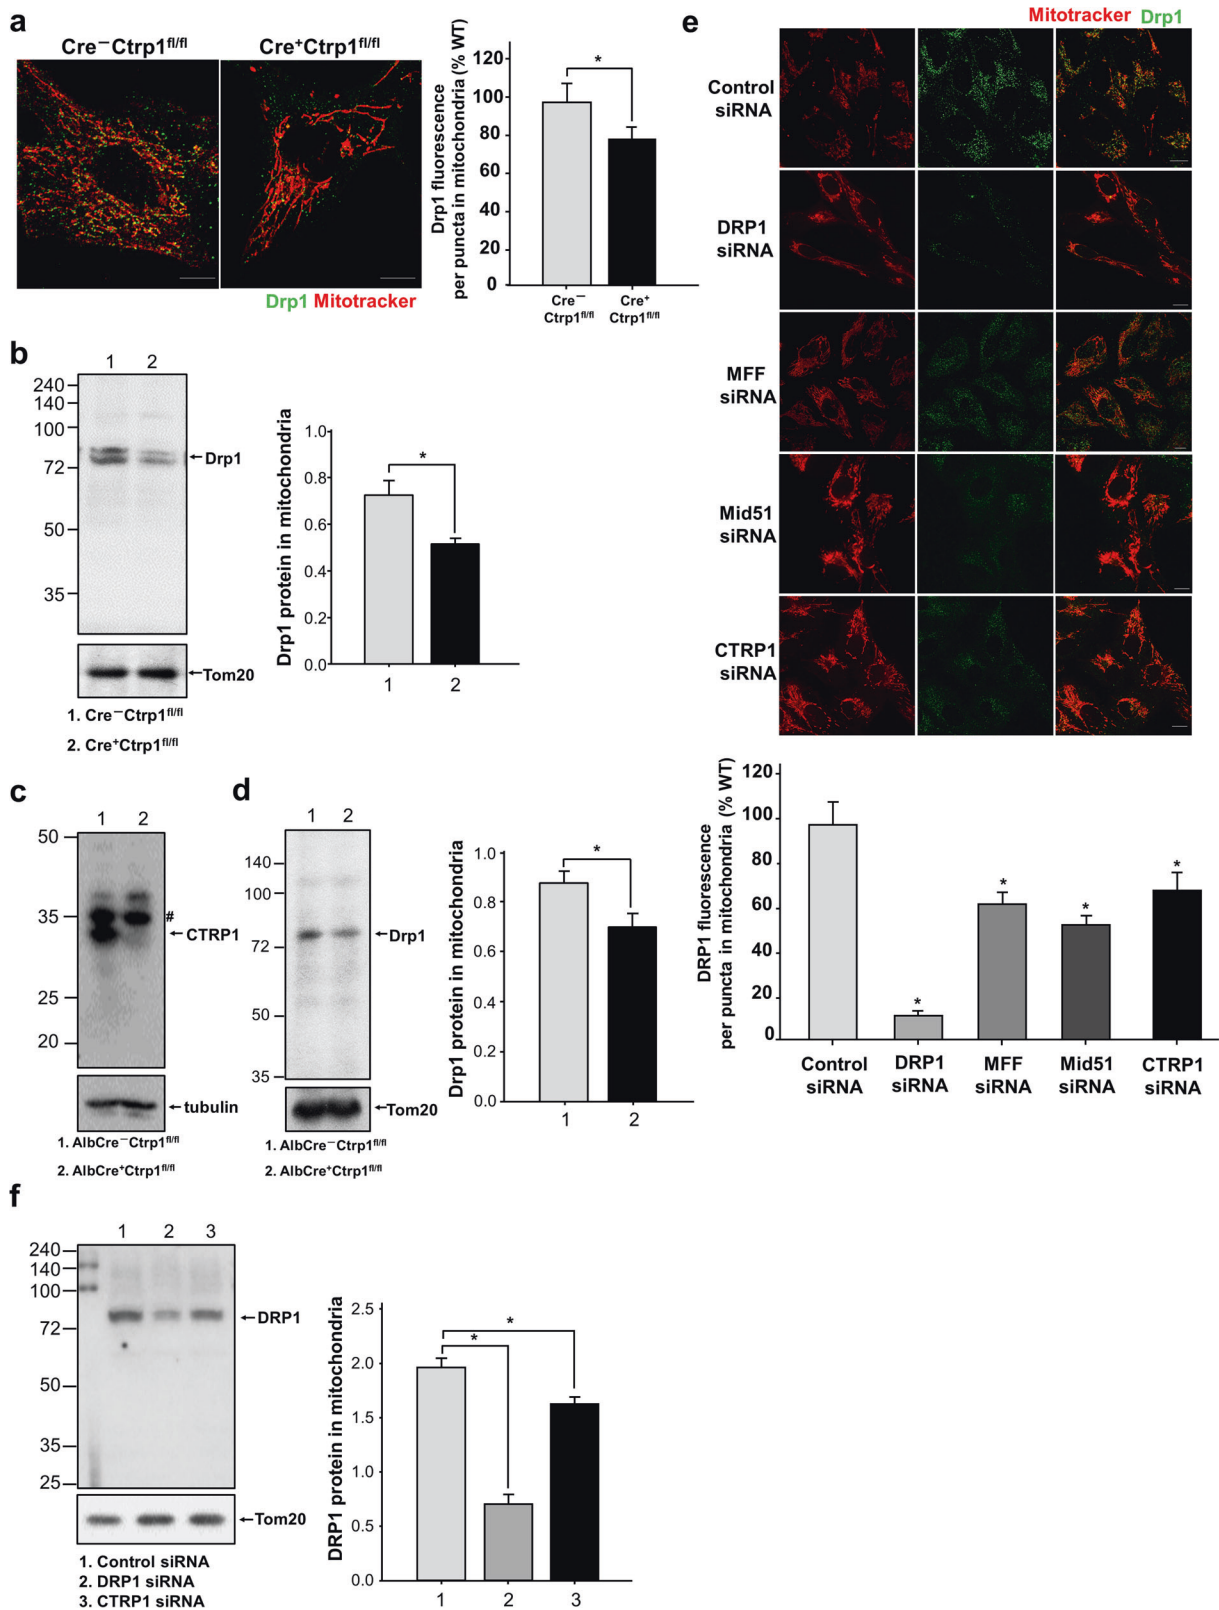 a
Cre⁻Ctrp1fl/fl
Cre⁺Ctrp1fl/fl
Drp1 Mitotracker
Drp1 fluorescence
per puncta in mitochondria (% WT)
120
100
80
60
40
20
0
*
Cre⁻
Ctrp1fl/fl
Cre⁺
Ctrp1fl/fl
b
1 2
240
140
100
72
50
35
Drp1
Tom20
1. Cre⁻Ctrp1fl/fl
2. Cre⁺Ctrp1fl/fl
Drp1 protein in mitochondria
1.0
0.8
0.6
0.4
0.2
0.0
*
1 2
c
1 2
50
35
25
20
#
CTRP1
tubulin
1. AlbCre⁻Ctrp1fl/fl
2. AlbCre⁺Ctrp1fl/fl
d
1 2
140
100
72
50
35
Drp1
Tom20
1. AlbCre⁻Ctrp1fl/fl
2. AlbCre⁺Ctrp1fl/fl
Drp1 protein in mitochondria
1.0
0.8
0.6
0.4
0.2
0.0
*
1 2
e
Mitotracker Drp1
Control
siRNA
DRP1
siRNA
MFF
siRNA
Mid51
siRNA
CTRP1
siRNA
DRP1 fluorescence
per puncta in mitochondria (% WT)
120
100
80
60
40
20
0
*
*
*
*
Control
siRNA
DRP1
siRNA
MFF
siRNA
Mid51
siRNA
CTRP1
siRNA
f
1 2 3
240
140
100
72
50
35
25
DRP1
Tom20
1. Control siRNA
2. DRP1 siRNA
3. CTRP1 siRNA
DRP1 protein in mitochondria
2.5
2.0
1.5
1.0
0.5
0.0
*
*
1 2 3